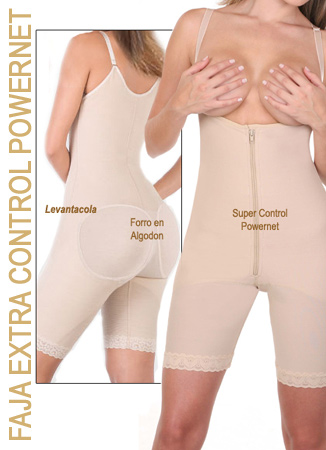 FAJA EXTRA CONTROL POWERNET
Levantacola
Forro en
Algodon
Super Control
Powernet